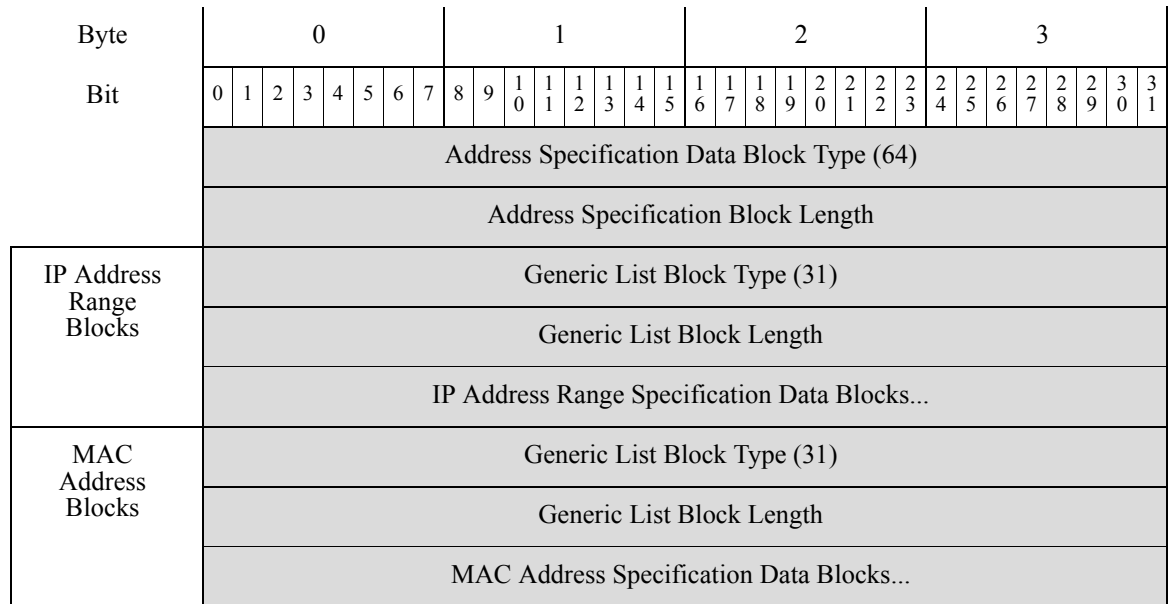 Byte 0 1 2 3
Bit 0 1 2 3 4 5 6 7 8 9 10 11 12 13 14 15 16 17 18 19 20 21 22 23 24 25 26 27 28 29 30 31
Address Specification Data Block Type (64)
Address Specification Block Length
IP Address
Range
Blocks
Generic List Block Type (31)
Generic List Block Length
IP Address Range Specification Data Blocks...
MAC
Address
Blocks
Generic List Block Type (31)
Generic List Block Length
MAC Address Specification Data Blocks...